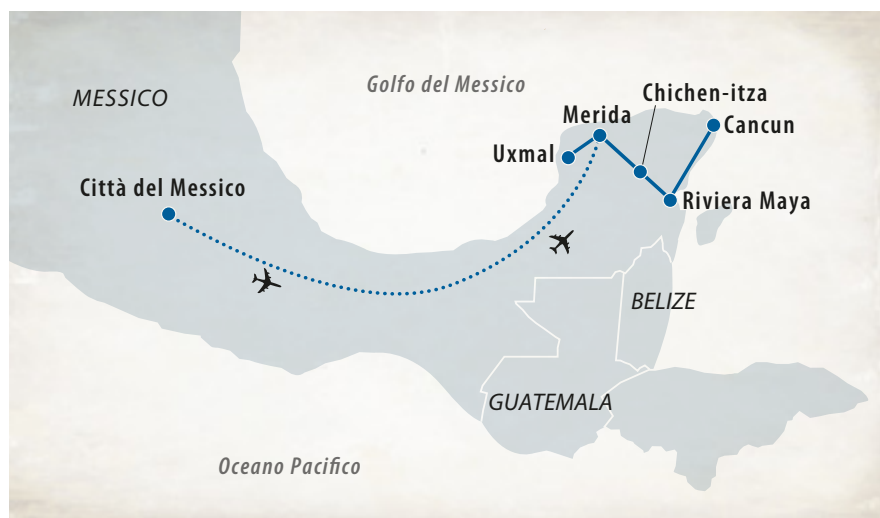 MESSICO
Golfo del Messico
Chichen-itza
Merida
Cancun
Uxmal
Città del Messico
Riviera Maya
BELIZE
GUATEMALA
Oceano Pacifico